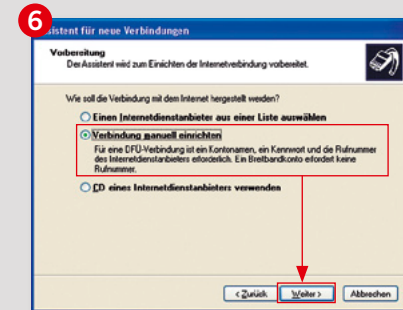 6
sistent für neue Verbindungen
Vorbereitung
Der Assistent wird zum Einrichten der Internetverbindung vorbereitet.
Wie soll die Verbindung mit dem Internet hergestellt werden?
Einen Internetdienstanbieter aus einer Liste auswählen
Verbindung manuell einrichten
Für eine DFÜ-Verbindung ist ein Kontonamen, ein Kennwort und die Rufnummer
des Internetdienstanbieters erforderlich. Ein Breitbandkonto erfordert keine
Rufnummer.
CD eines Internetdienstanbieters verwenden
< Zurück Weiter > Abbrechen